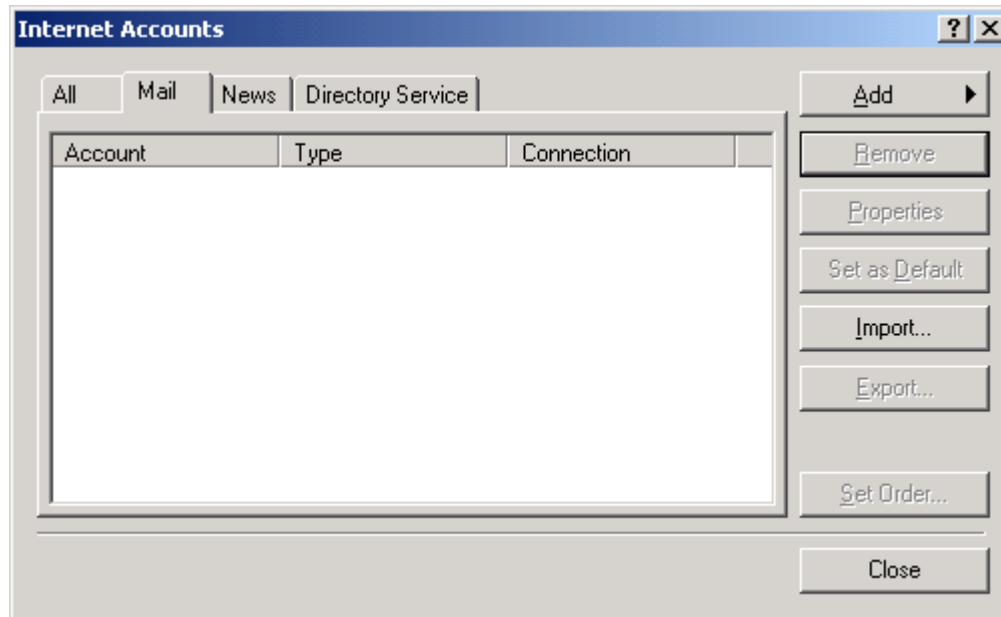 Internet Accounts
All Mail News Directory Service
Add
Account Type Connection
Remove
Properties
Set as Default
Import...
Export...
Set Order...
Close